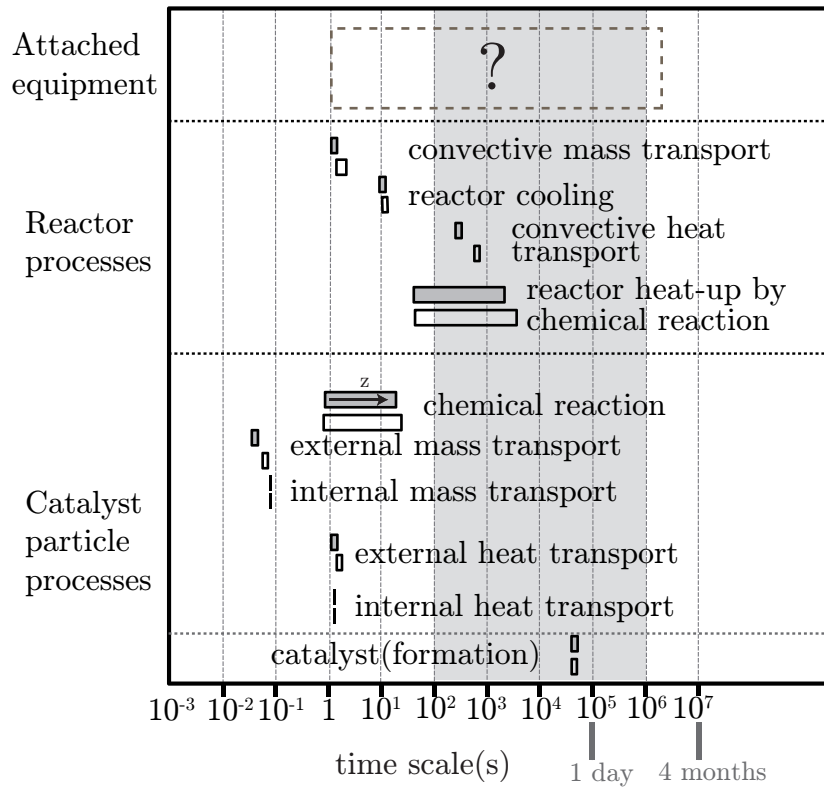 Attached
equipment
?
convective mass transport
reactor cooling
Reactor
processes
convective heat
transport
reactor heat-up by
chemical reaction
z
chemical reaction
external mass transport
internal mass transport
Catalyst
particle
processes
external heat transport
internal heat transport
catalyst(formation)
10-3 10-2 10-1 1 101 102 103 104 105 106 107
time scale(s)
1 day 4 months